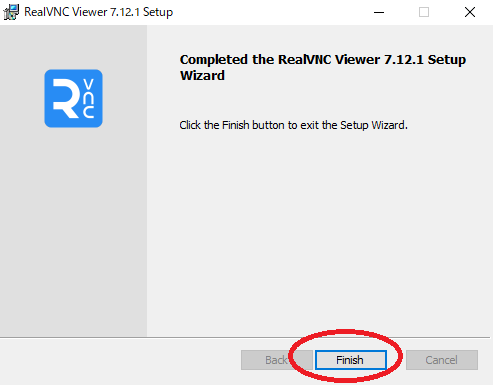 RealVNC Viewer 7.12.1 Setup
R
vnc
Completed the RealVNC Viewer 7.12.1 Setup
Wizard
Click the Finish button to exit the Setup Wizard.
Back
Finish
Cancel